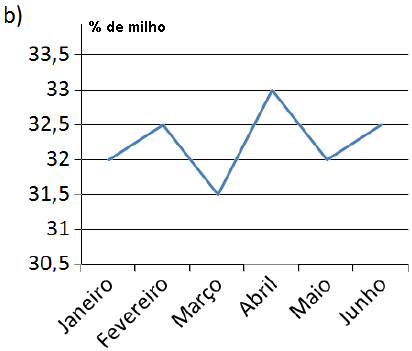 b)
% de milho
33,5
33
32,5
32
31,5
31
30,5
Janeiro
Fevereiro
Março
Abril
Maio
Junho